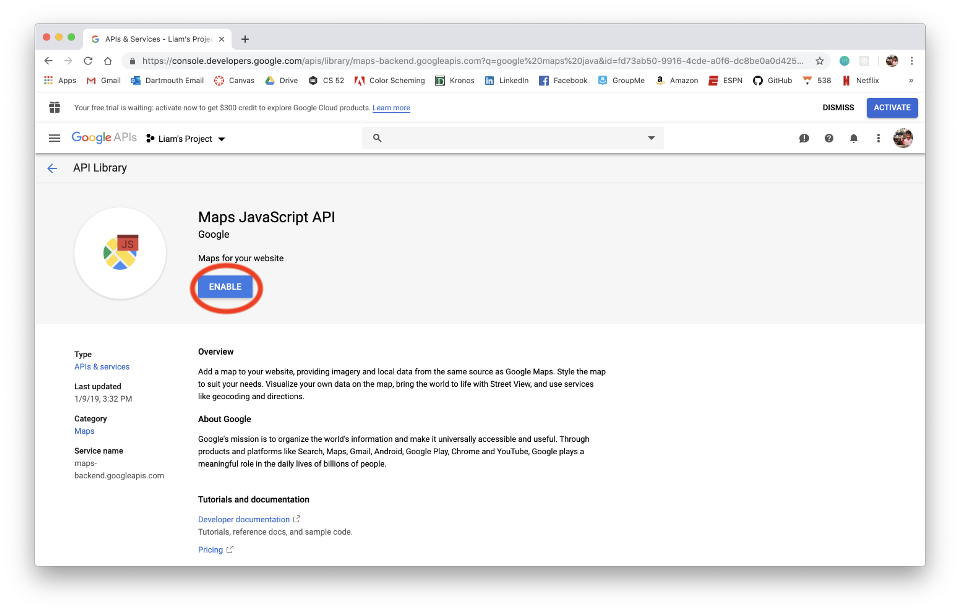 APIs & Services - Liam's Projec
https://console.developers.google.com/apis/library/maps-backend.googleapis.com?q=google%20maps%20java&id=fd73ab50-9916-4cde-a0f6-dc8be0a0d425...
Apps Gmail Dartmouth Email Canvas Drive CS 52 Color Scheming Kronos LinkedIn Facebook GroupMe Amazon ESPN GitHub 538 Netflix »
Your free trial is waiting: activate now to get $300 credit to explore Google Cloud products. Learn more DISMISS ACTIVATE
Google APIs Liam's Project
API Library
Maps JavaScript API
Google
JS
Maps for your website
ENABLE
Type
APIs & services
Last updated
1/9/19, 3:32 PM
Category
Maps
Service name
maps-
backend.googleapis.com
Overview
Add a map to your website, providing imagery and local data from the same source as Google Maps. Style the map
to suit your needs. Visualize your own data on the map, bring the world to life with Street View, and use services
like geocoding and directions.
About Google
Google's mission is to organize the world's information and make it universally accessible and useful. Through
products and platforms like Search, Maps, Gmail, Android, Google Play, Chrome and YouTube, Google plays a
meaningful role in the daily lives of billions of people.
Tutorials and documentation
Developer documentation
Tutorials, reference docs, and sample code.
Pricing